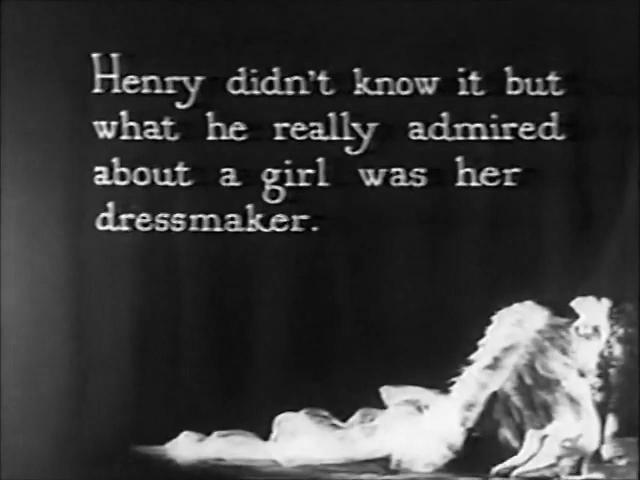 Henry didn't know it but
what he really admired
about a girl was her
dressmaker.